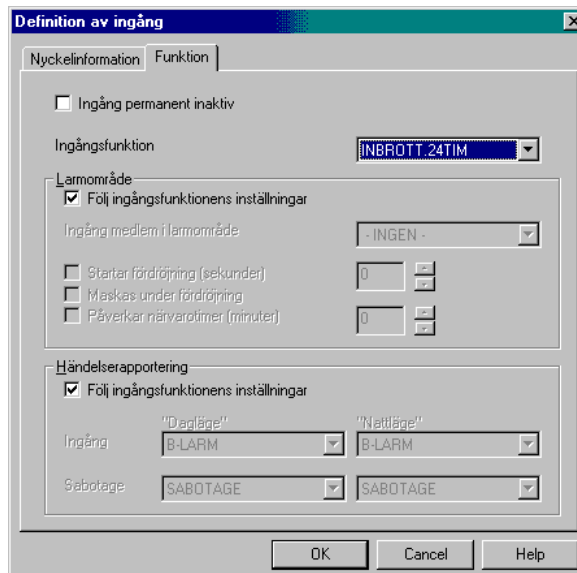 Definition av ingång
Nyckelinformation Funktion
Ingång permanent inaktiv
Ingångsfunktion INBROTT.24TIM
Larmområde
Följ ingångsfunktionens inställningar
Ingång medlem i larmområde - INGEN -
Startar fördröjning (sekunder) 0
Maskas under fördröjning
Påverkar närvarotimer (minuter) 0
Händelserapportering
Följ ingångsfunktionens inställningar
"Dagläge" "Nattläge"
Ingång B-LARM B-LARM
Sabotage SABOTAGE SABOTAGE
OK Cancel Help